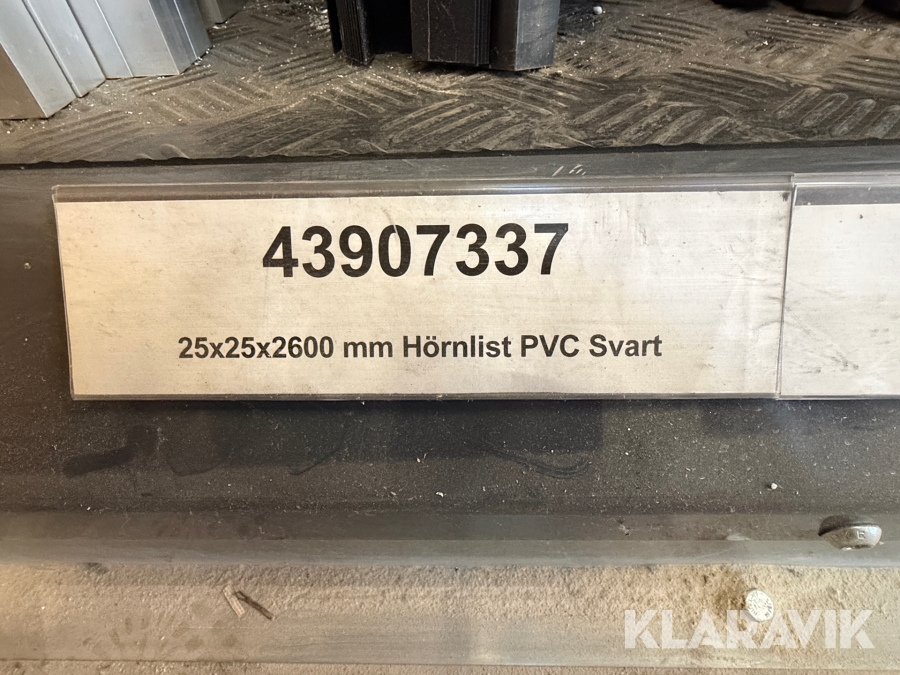 43907337
25x25x2600 mm Hörnlist PVC Svart
KLARAVIK